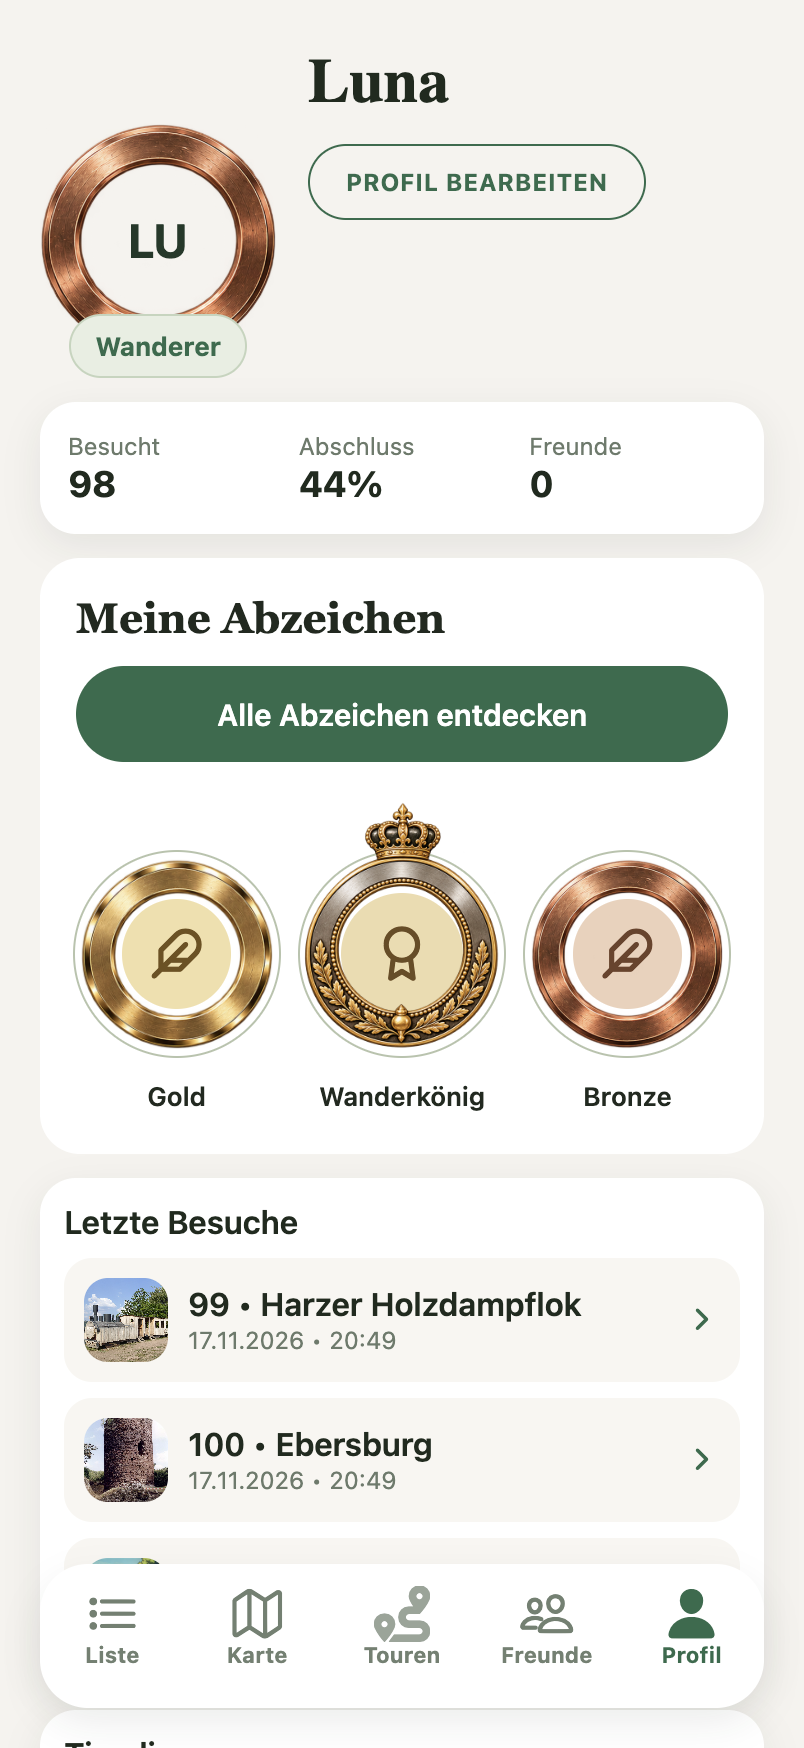 Luna
PROFIL BEARBEITEN
LU
Wanderer
Besucht
98
Abschluss
44%
Freunde
0
Meine Abzeichen
Alle Abzeichen entdecken
Gold
Wanderkönig
Bronze
Letzte Besuche
99 • Harzer Holzdampflok
17.11.2026 • 20:49
100 • Ebersburg
17.11.2026 • 20:49
Liste
Karte
Touren
Freunde
Profil